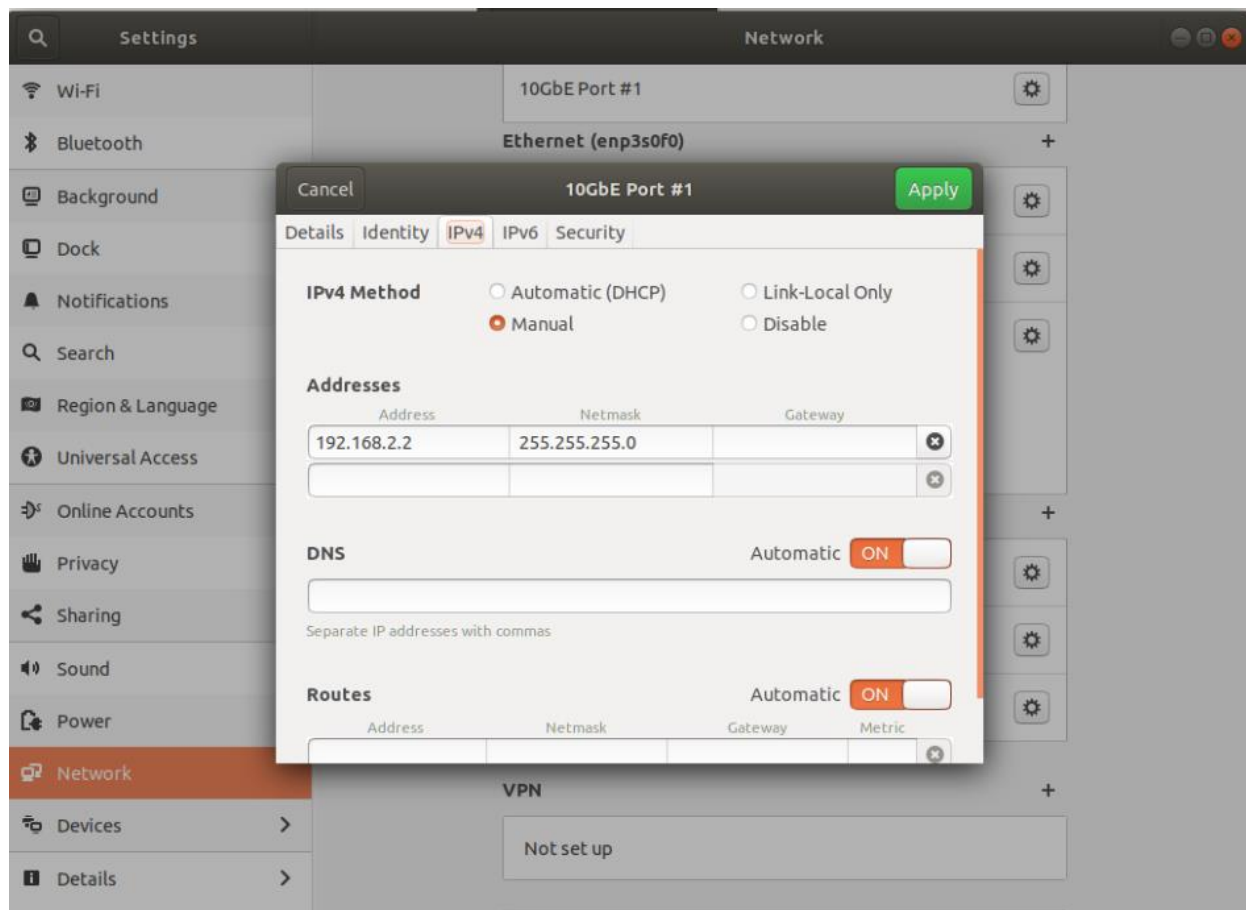 Settings
Network
Wi-Fi
Bluetooth
Background
Dock
Notifications
Search
Region & Language
Universal Access
Online Accounts
Privacy
Sharing
Sound
Power
Network
Devices
Details
10GbE Port #1
Ethernet (enp3s0f0)
Cancel
10GbE Port #1
Apply
Details IPv4 Identity IPv6 Security
IPv4 Method
Automatic (DHCP)
Link-Local Only
Manual
Disable
Addresses
Address Netmask Gateway
192.168.2.2 255.255.255.0
DNS
Automatic ON
Separate IP addresses with commas
Routes
Automatic ON
Address Netmask Gateway Metric
VPN
Not set up